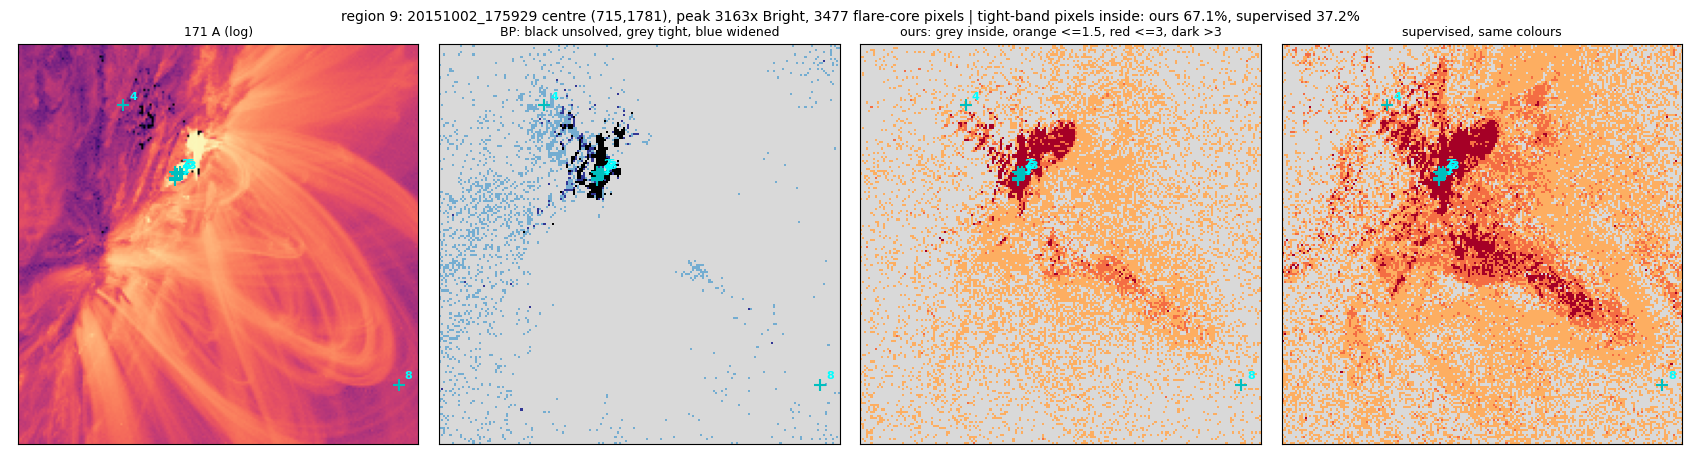 region 9: 20151002_175929 centre (715,1781), peak 3163x Bright, 3477 flare-core pixels | tight-band pixels inside: ours 67.1%, supervised 37.2%
171 A (log)
BP: black unsolved, grey tight, blue widened
ours: grey inside, orange <=1.5, red <=3, dark >3
supervised, same colours
4
4
4
4
8
8
8
8